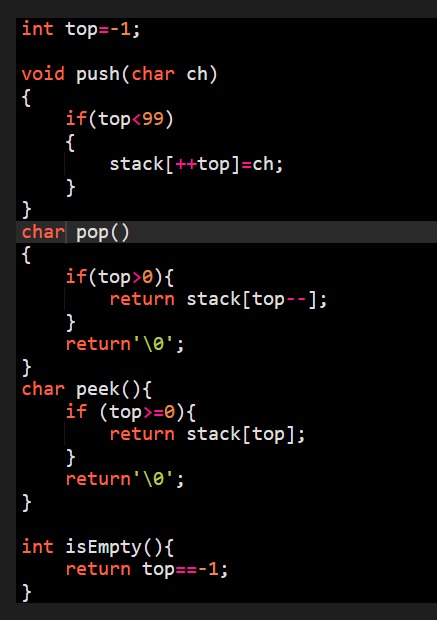 int top=-1;

void push(char ch)
{
    if(top<99)
    {
        stack[++top]=ch;
    }
}
char pop()
{
    if(top>0){
        return stack[top--];
    }
    return'\0';
}
char peek(){
    if (top>=0){
        return stack[top];
    }
    return'\0';
}

int isEmpty(){
    return top==-1;
}